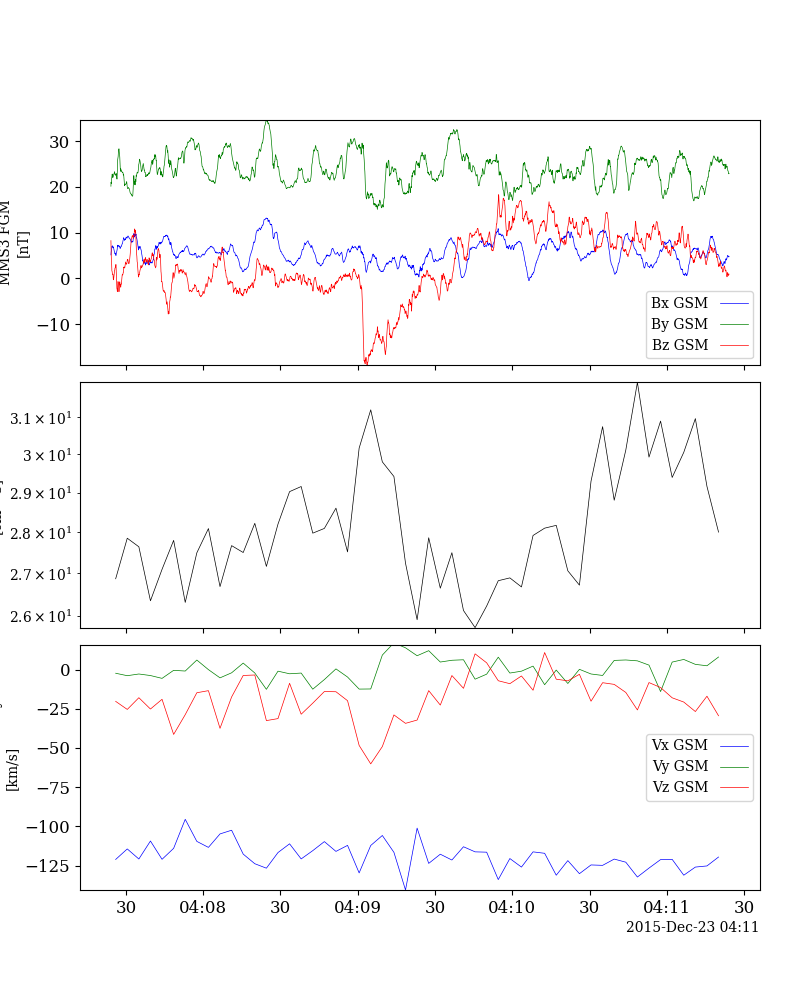 30
20
10
0
−10
MMS3 FGM
[nT]
Bx GSM
By GSM
Bz GSM
3.1 × 10¹
3 × 10¹
2.9 × 10¹
2.8 × 10¹
2.7 × 10¹
2.6 × 10¹
0
−25
−50
−75
−100
−125
[km/s]
Vx GSM
Vy GSM
Vz GSM
30 04:08 30 04:09 30 04:10 30 04:11 30
2015-Dec-23 04:11